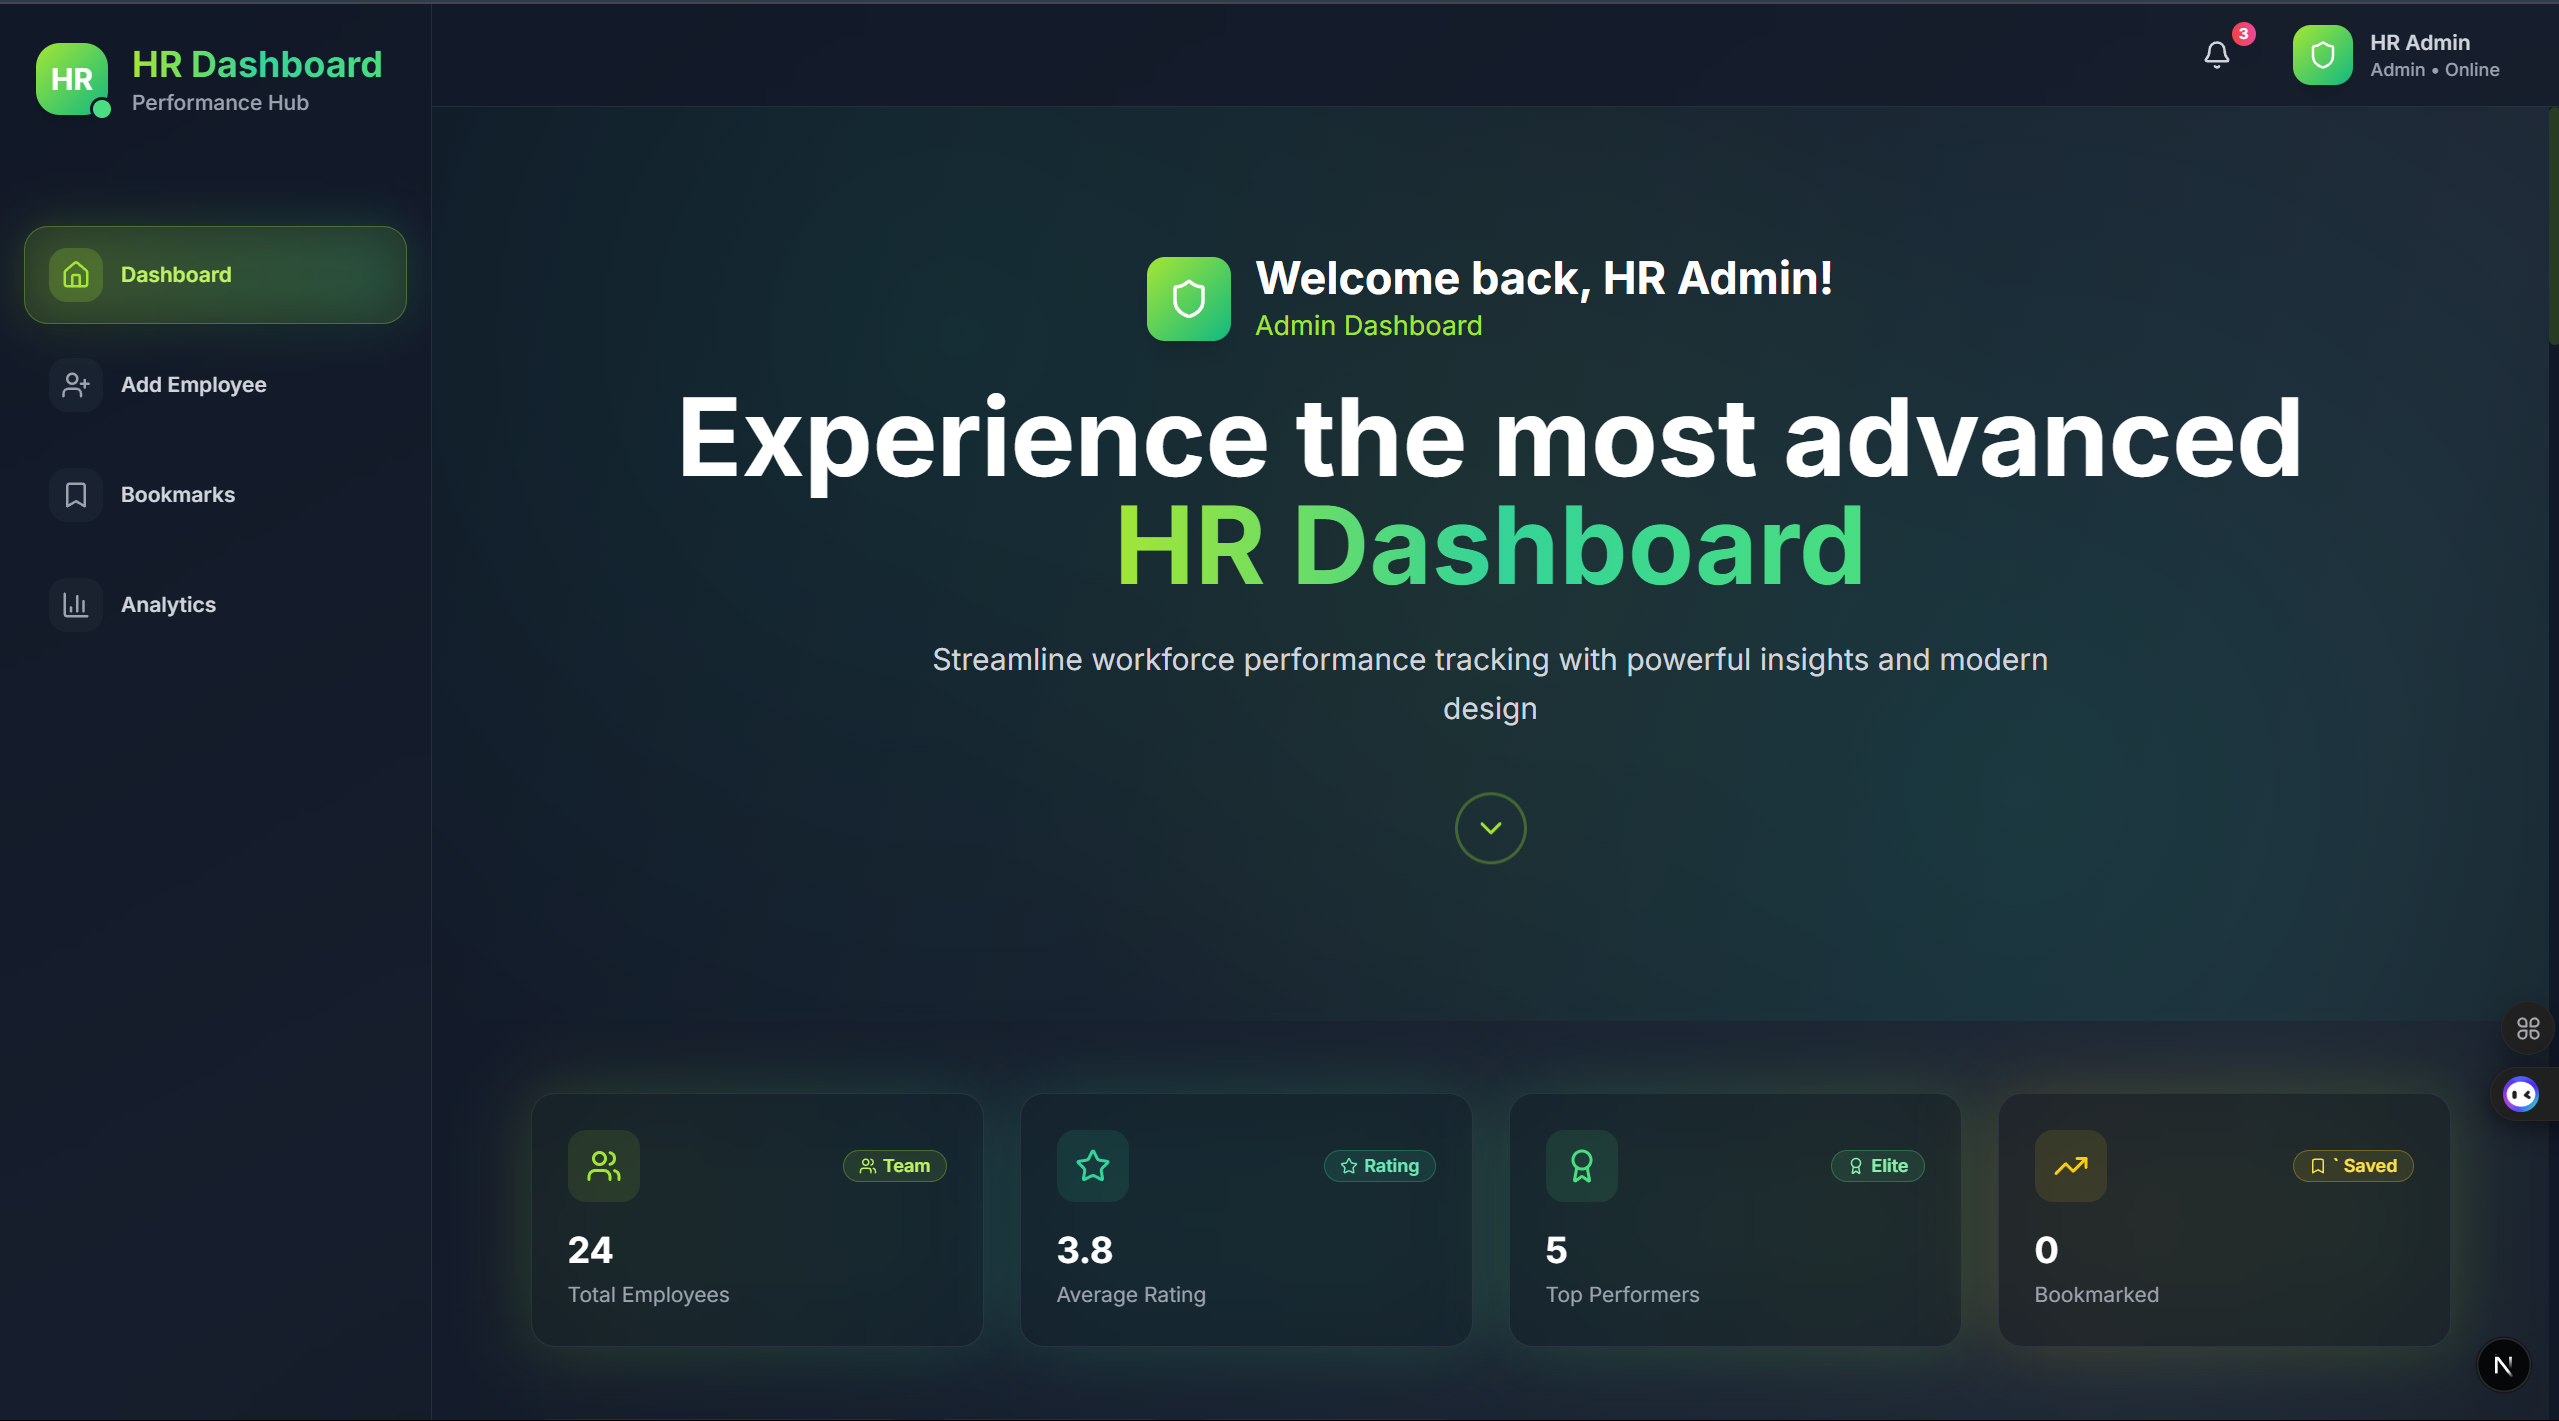 HR
HR Dashboard
Performance Hub
Dashboard
Add Employee
Bookmarks
Analytics
3
HR Admin
Admin • Online
Welcome back, HR Admin!
Admin Dashboard
Experience the most advanced
HR Dashboard
Streamline workforce performance tracking with powerful insights and modern
design
Team
24
Total Employees
Rating
3.8
Average Rating
Elite
5
Top Performers
` Saved
0
Bookmarked
N